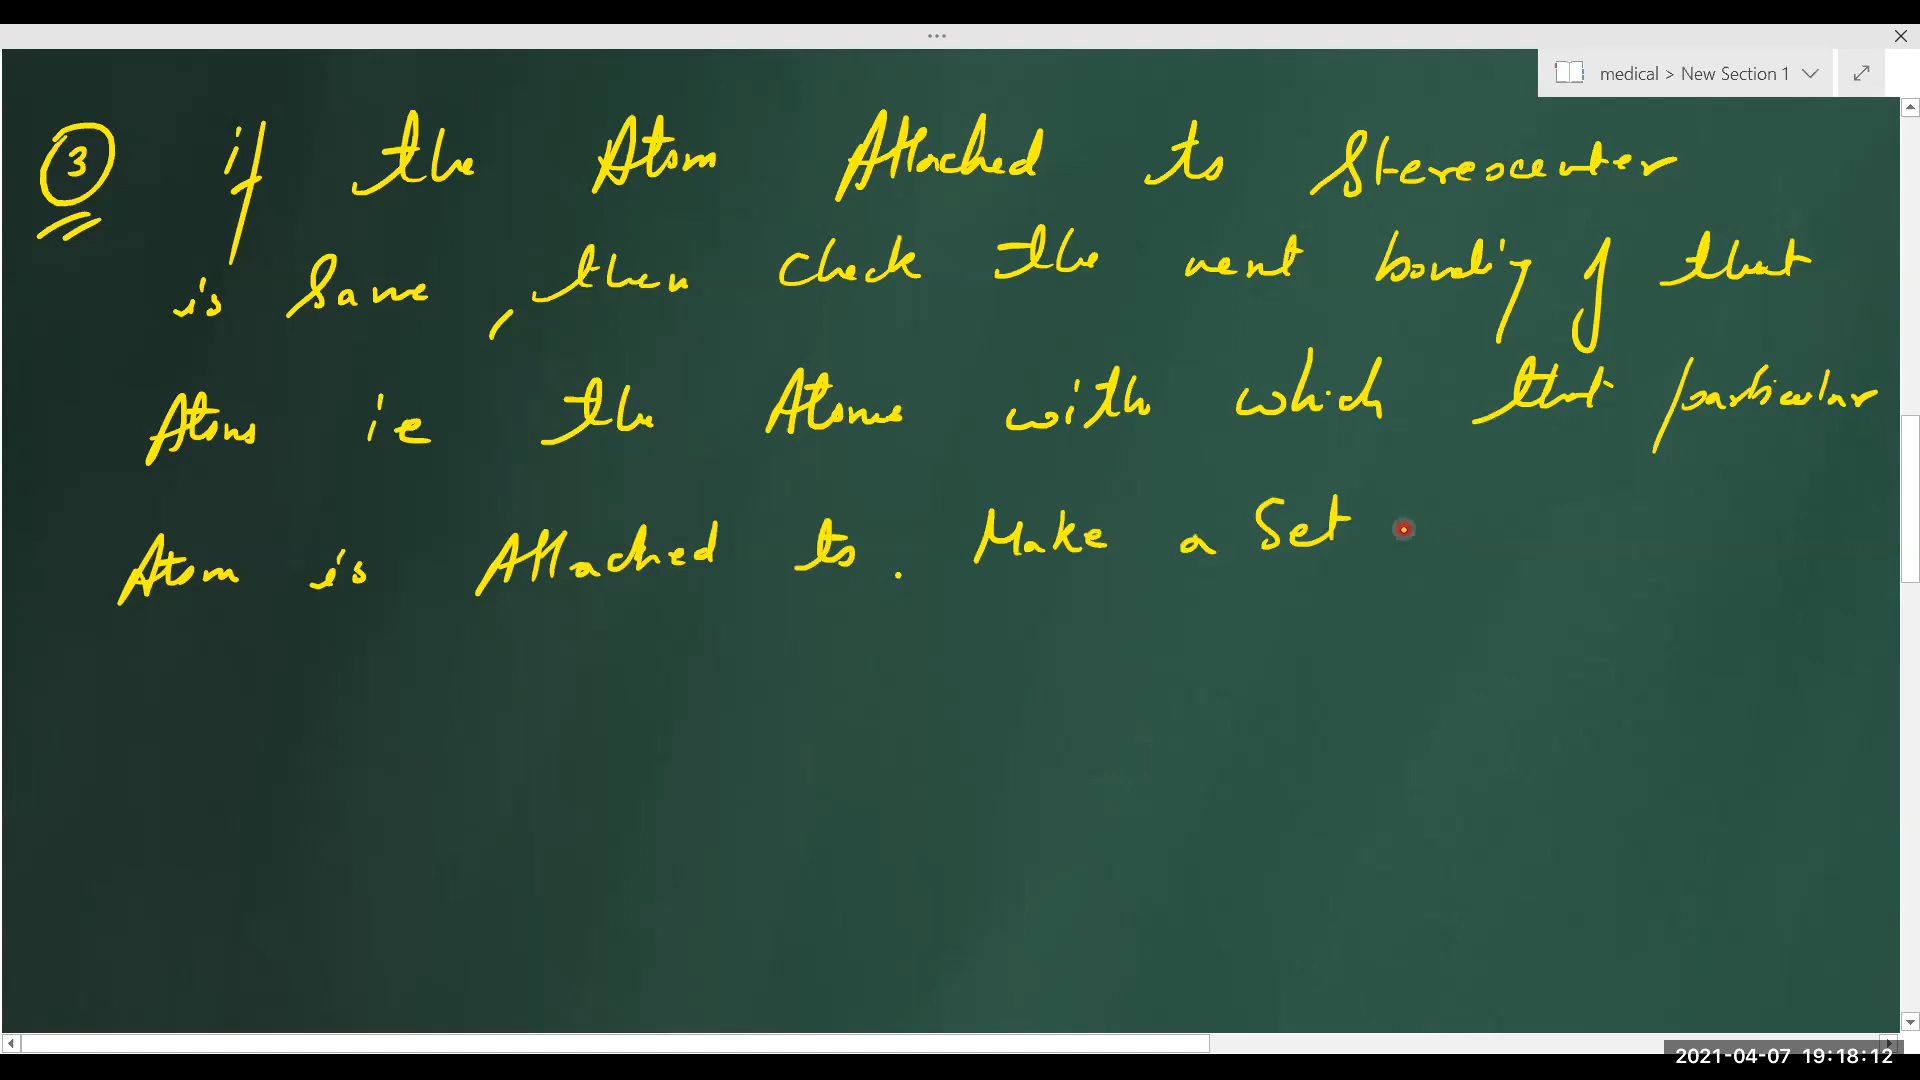 ...
medical > New Section 1
3 if the Atom Attached to Stereocenter
is Same, then check the next bonding of that
Atom ie the Atoms with which that particular
Atom is Attached to. Make a Set
2021-04-07 19:18:12